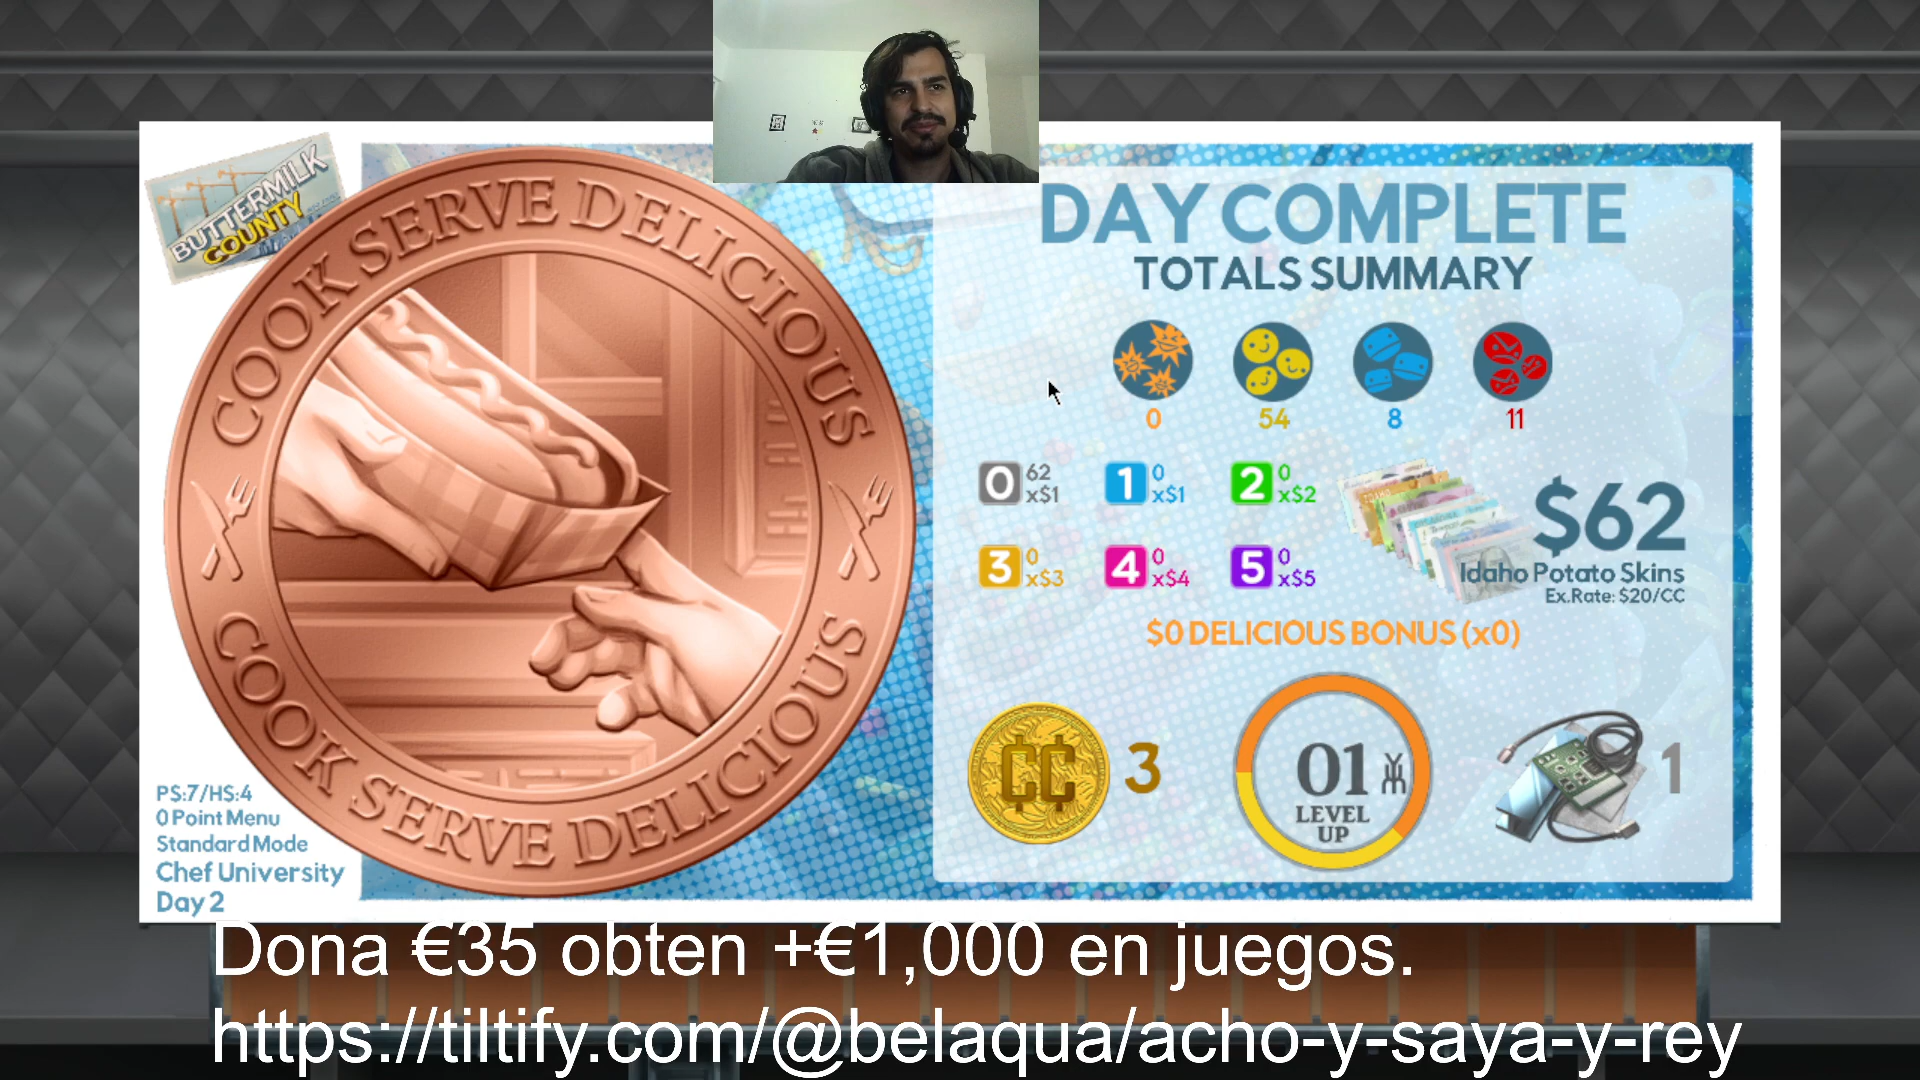 BUTTERMILK
COUNTY
COOK SERVE DELICIOUS
COOK SERVE DELICIOUS
DAY COMPLETE
TOTALS SUMMARY
0 54 8 11
0 62 x$1 1 0 x$1 2 0 x$2
3 0 x$3 4 0 x$4 5 0 x$5
$62
Idaho Potato Skins
Ex.Rate: $20/CC
$0 DELICIOUS BONUS (x0)
CC 3
01
LEVEL
UP
1
PS:7/HS:4
0 Point Menu
Standard Mode
Chef University
Day 2
Dona €35 obten +€1,000 en juegos.
https://tiltify.com/@belaqua/acho-y-saya-y-rey